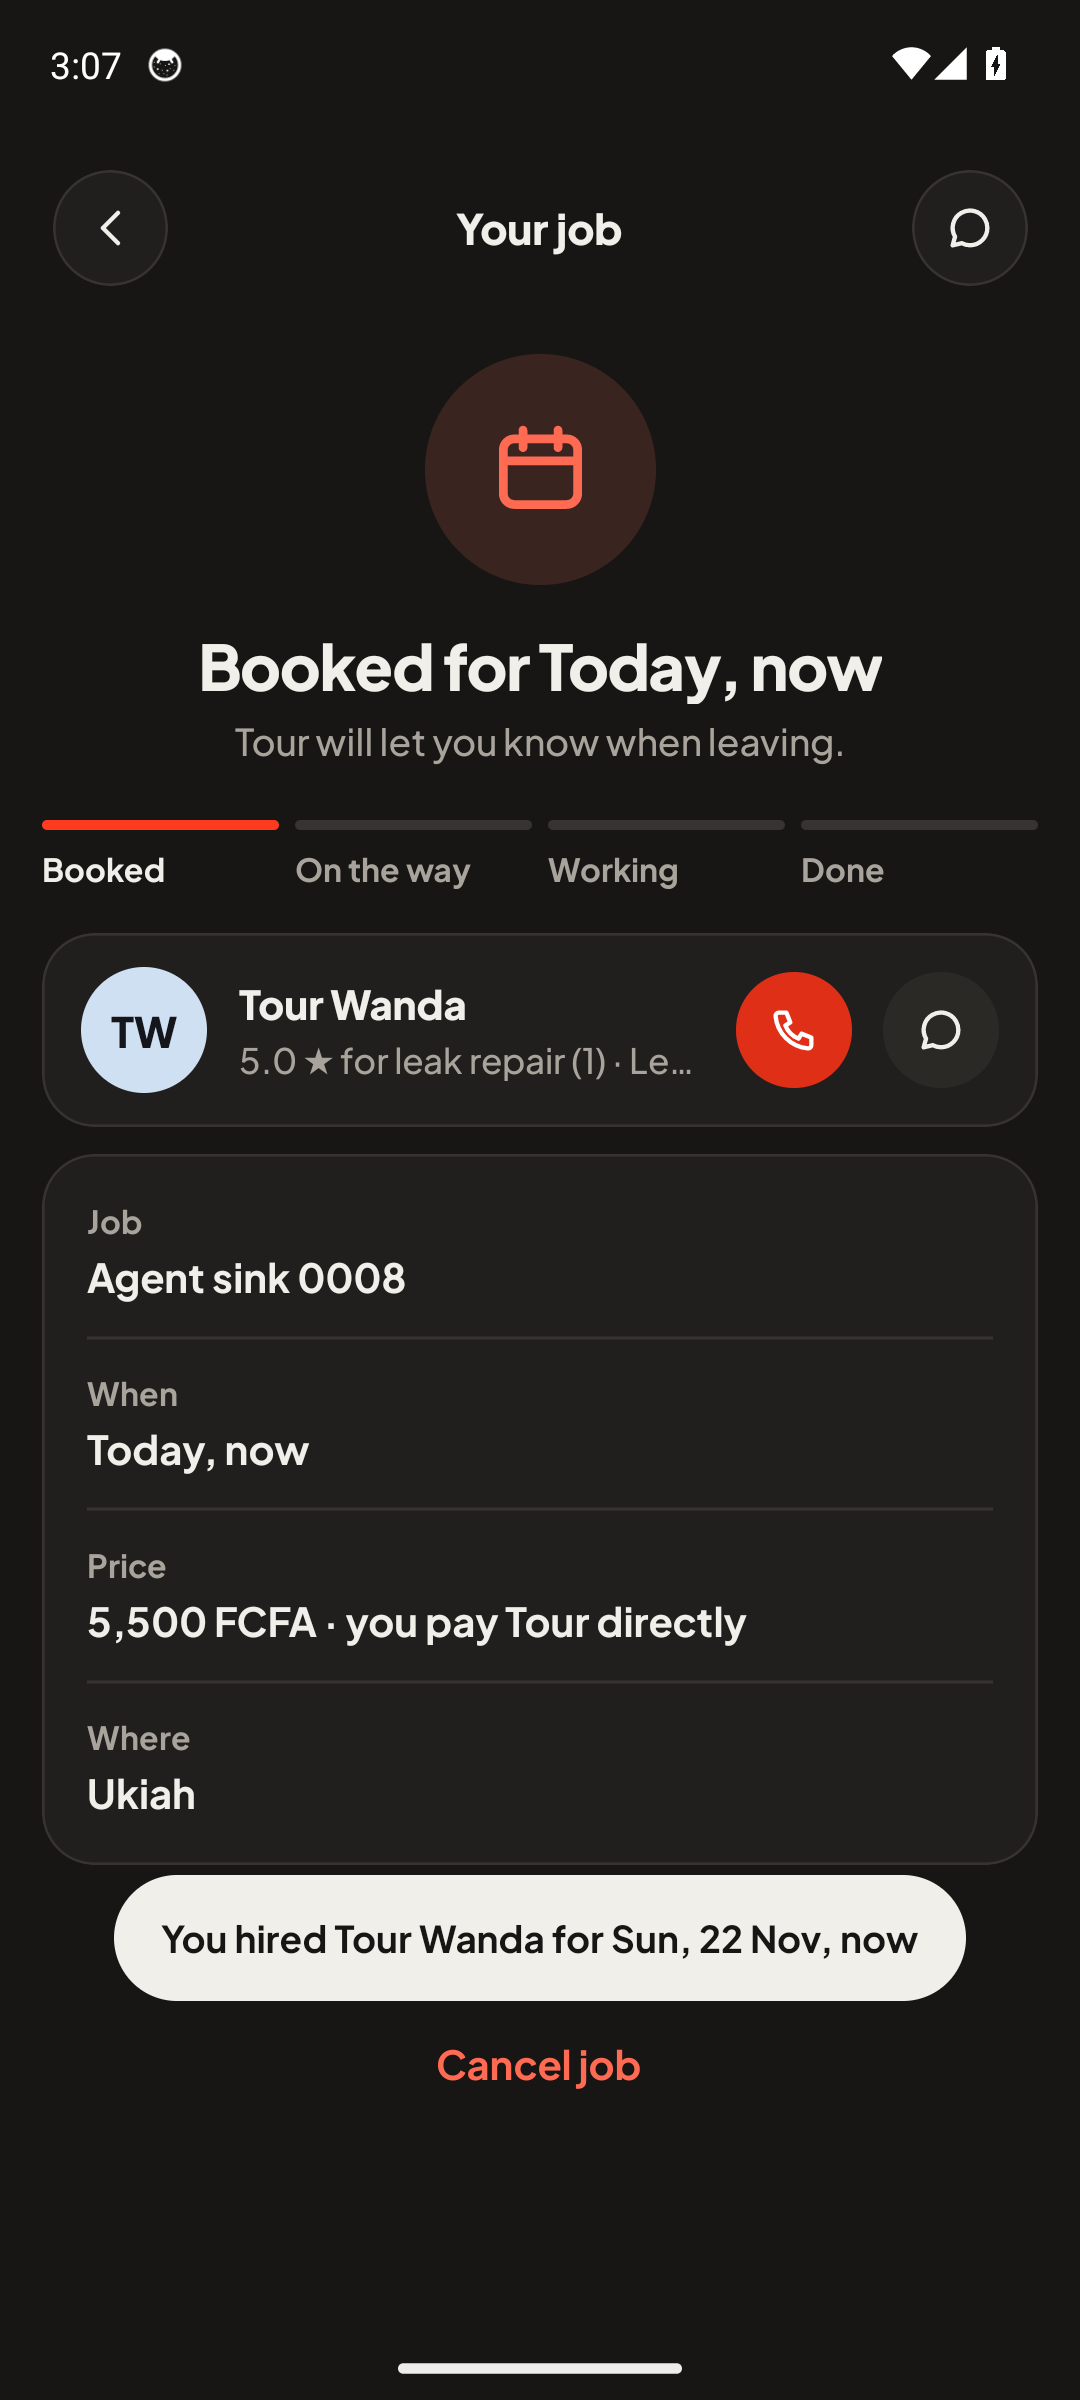 3:07
Your job
Booked for Today, now
Tour will let you know when leaving.
Booked
On the way
Working
Done
TW
Tour Wanda
5.0 ★ for leak repair (1) · Le...
Job
Agent sink 0008
When
Today, now
Price
5,500 FCFA · you pay Tour directly
Where
Ukiah
You hired Tour Wanda for Sun, 22 Nov, now
Cancel job